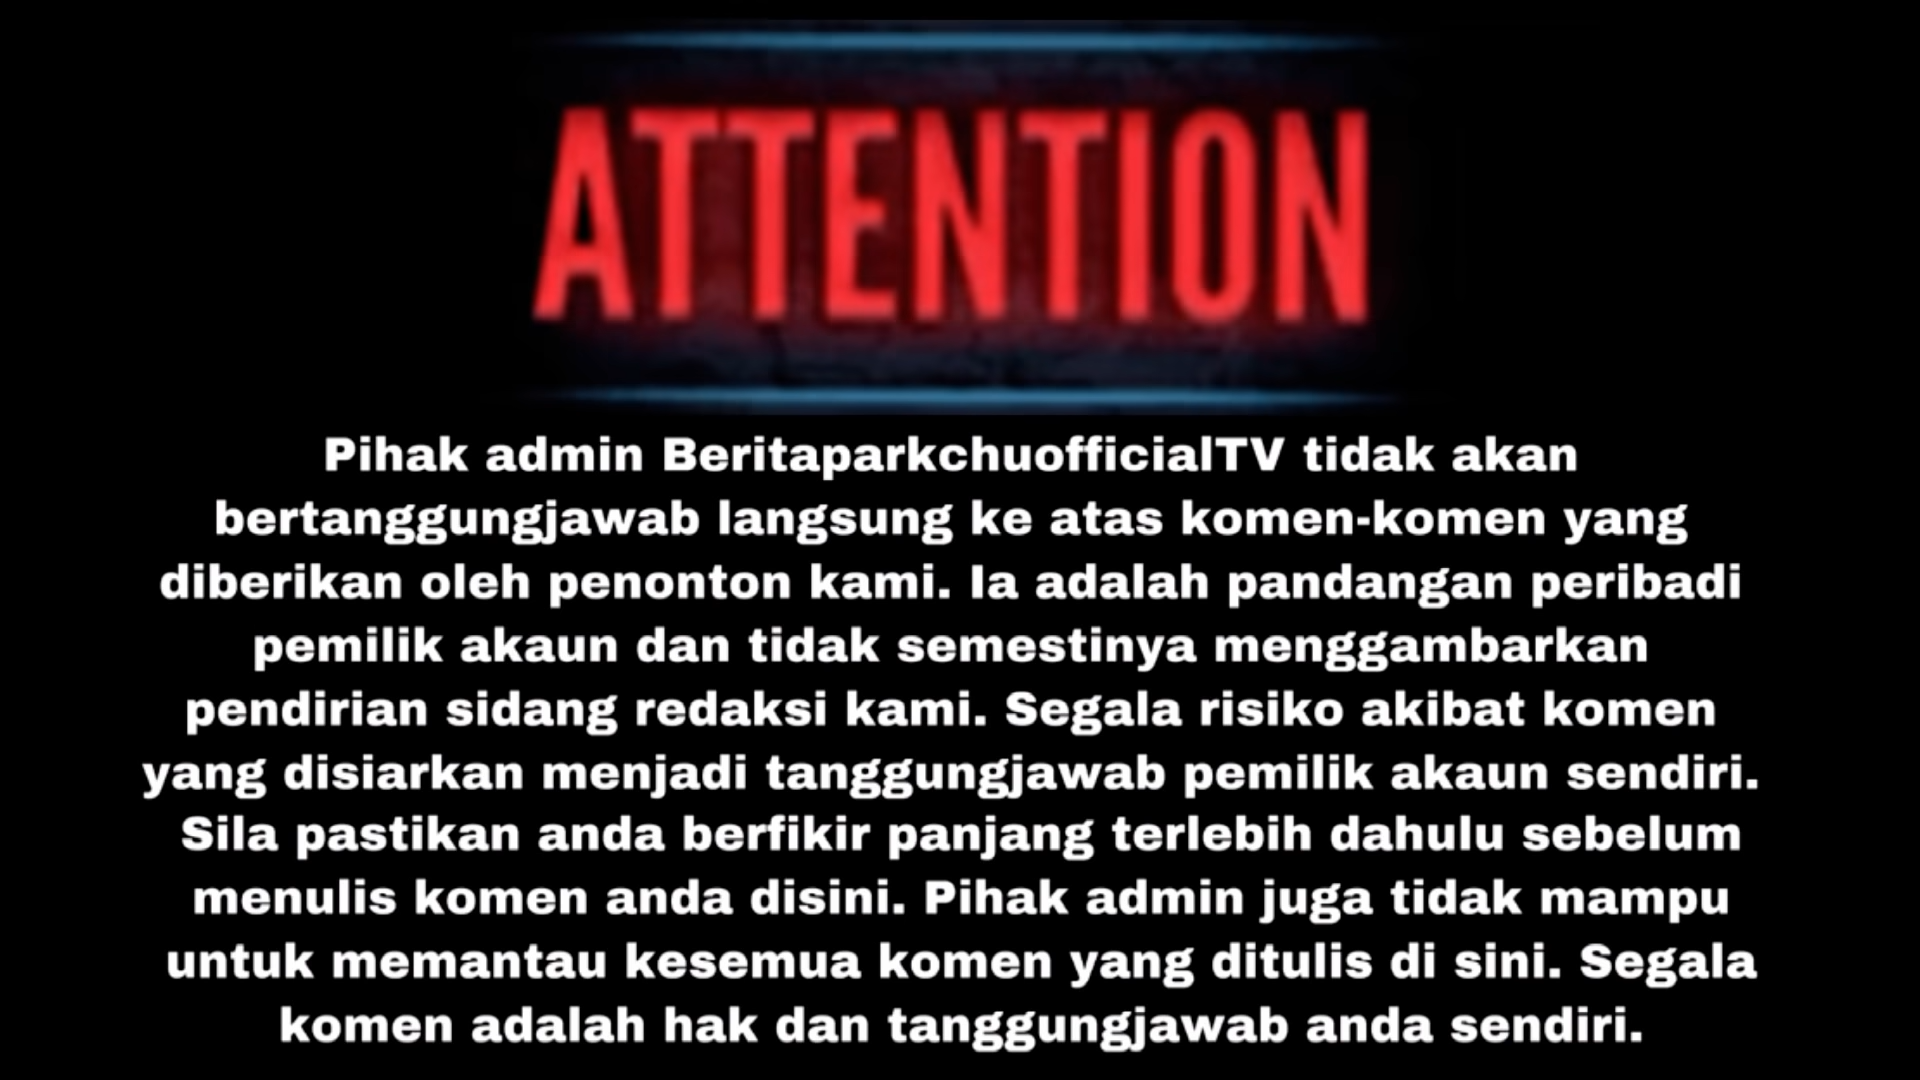 ATTENTION
Pihak admin BeritaparkchuofficialTV tidak akan
bertanggungjawab langsung ke atas komen-komen yang
diberikan oleh penonton kami. Ia adalah pandangan peribadi
pemilik akaun dan tidak semestinya menggambarkan
pendirian sidang redaksi kami. Segala risiko akibat komen
yang disiarkan menjadi tanggungjawab pemilik akaun sendiri.
Sila pastikan anda berfikir panjang terlebih dahulu sebelum
menulis komen anda disini. Pihak admin juga tidak mampu
untuk memantau kesemua komen yang ditulis di sini. Segala
komen adalah hak dan tanggungjawab anda sendiri.